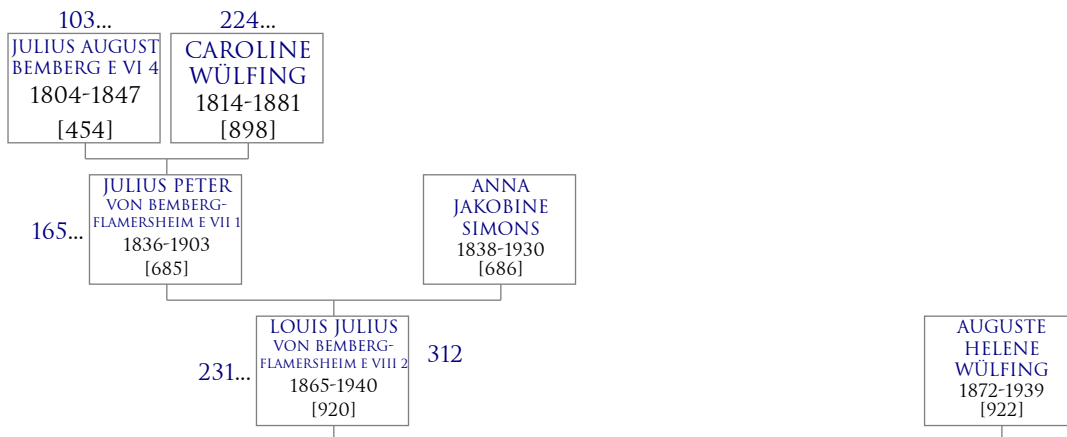 103...
224...
JULIUS AUGUST
BEMBERG E VI 4
1804-1847
[454]
CAROLINE
WÜLFING
1814-1881
[898]
165...
JULIUS PETER
VON BEMBERG-
FLAMERSHEIM E VII 1
1836-1903
[685]
ANNA
JAKOBINE
SIMONS
1838-1930
[686]
231...
LOUIS JULIUS
VON BEMBERG-
FLAMERSHEIM E VIII 2
1865-1940
[920]
312
AUGUSTE
HELENE
WÜLFING
1872-1939
[922]